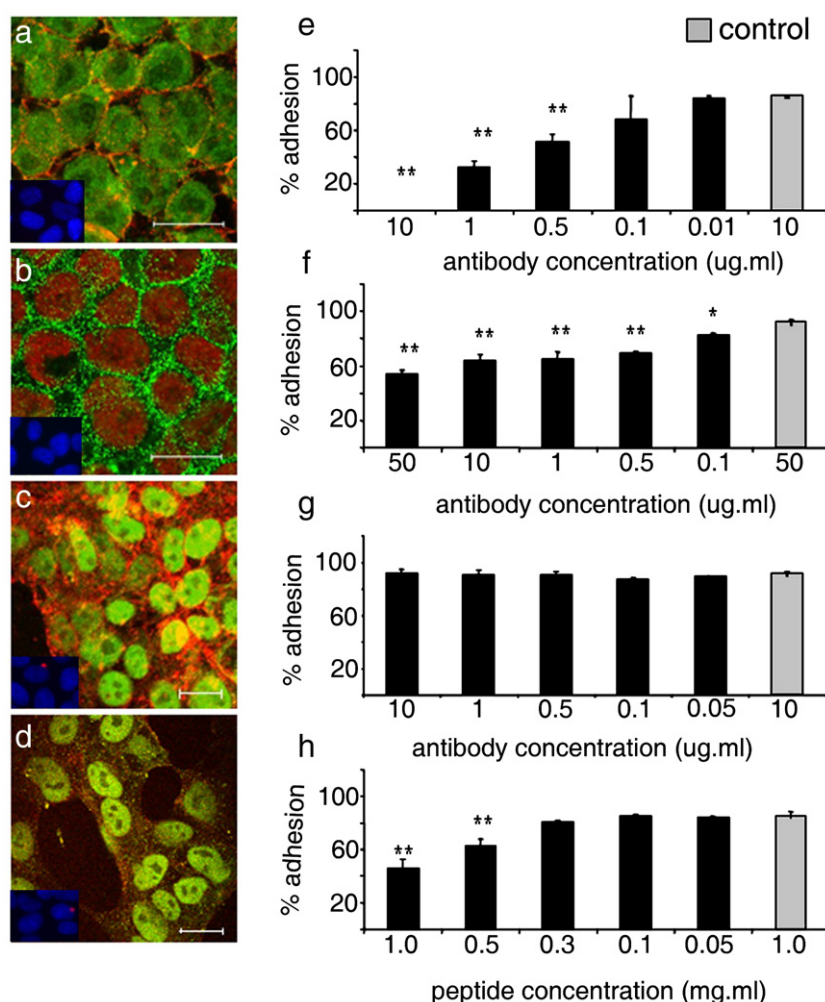 a
b
c
d
e
control
% adhesion
100
60
20
** ** **
10 1 0.5 0.1 0.01 10
antibody concentration (ug.ml)
f
% adhesion
100
60
20
** ** ** ** *
50 10 1 0.5 0.1 50
antibody concentration (ug.ml)
g
% adhesion
100
60
20
10 1 0.5 0.1 0.05 10
antibody concentration (ug.ml)
h
% adhesion
100
60
20
** **
1.0 0.5 0.3 0.1 0.05 1.0
peptide concentration (mg.ml)